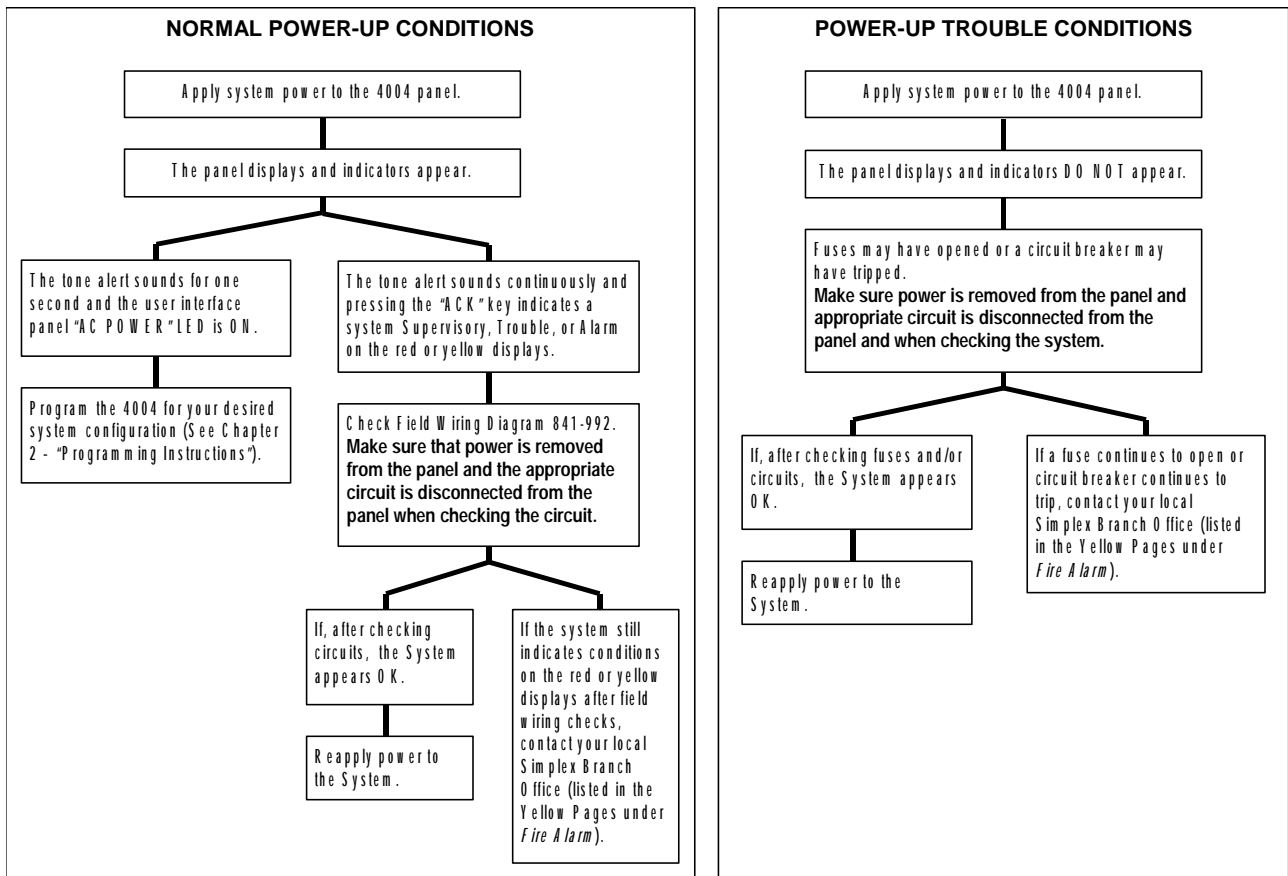 NORMAL POWER-UP CONDITIONS
Apply system power to the 4004 panel.
The panel displays and indicators appear.
The tone alert sounds for one
second and the user interface
panel “AC POWER” LED is ON.
Program the 4004 for your desired
system configuration (See Chapter
2 - “Programming Instructions”).
The tone alert sounds continuously and
pressing the “ACK” key indicates a
system Supervisory, Trouble, or Alarm
on the red or yellow displays.
Check Field Wiring Diagram 841-992.
Make sure that power is removed
from the panel and the appropriate
circuit is disconnected from the
panel when checking the circuit.
If, after checking
circuits, the System
appears OK.
Reapply power to
the System.
If the system still
indicates conditions
on the red or yellow
displays after field
wiring checks,
contact your local
Simplex Branch
Office (listed in the
Yellow Pages under
Fire Alarm).
POWER-UP TROUBLE CONDITIONS
Apply system power to the 4004 panel.
The panel displays and indicators DO NOT appear.
Fuses may have opened or a circuit breaker may
have tripped.
Make sure power is removed from the panel and
appropriate circuit is disconnected from the
panel and when checking the system.
If, after checking fuses and/or
circuits, the System appears
OK.
Reapply power to the
System.
If a fuse continues to open or
circuit breaker continues to
trip, contact your local
Simplex Branch Office (listed
in the Yellow Pages under
Fire Alarm).